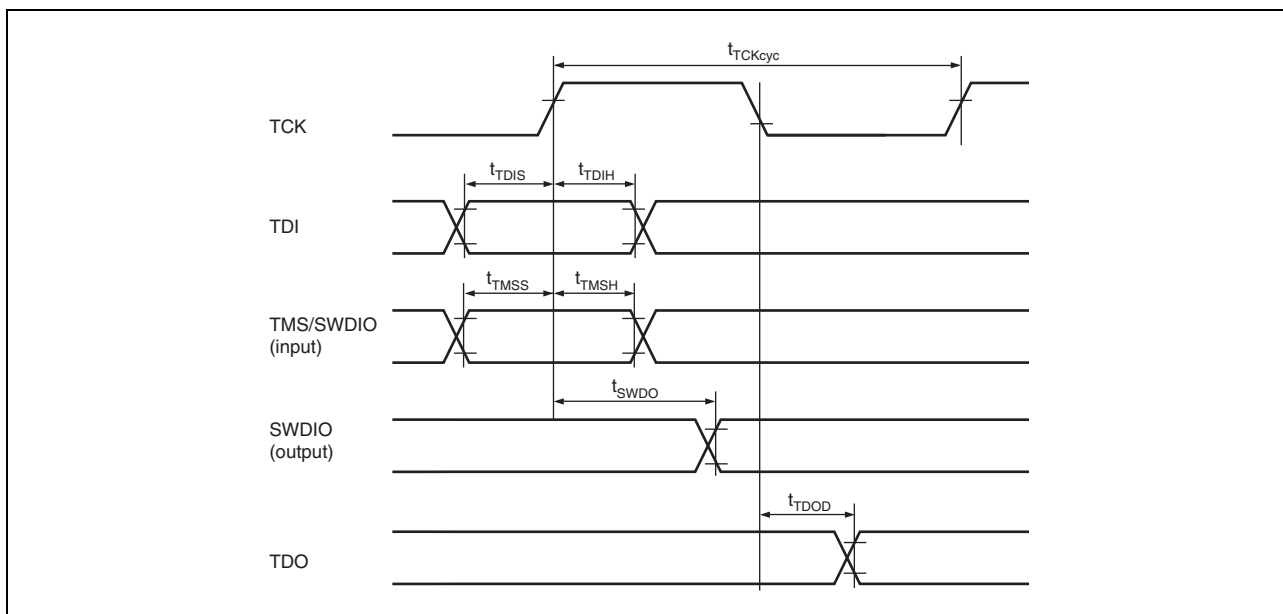 tTCKcyc
TCK
tTDIS
tTDIH
TDI
tTMSS
tTMSH
TMS/SWDIO
(input)
tSWDO
SWDIO
(output)
tTDOD
TDO